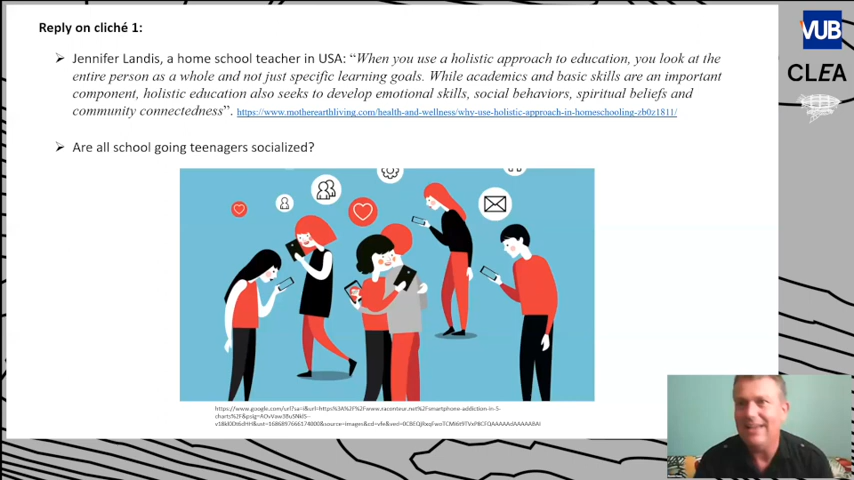 Reply on cliché 1:
Jennifer Landis, a home school teacher in USA: “When you use a holistic approach to education, you look at the
entire person as a whole and not just specific learning goals. While academics and basic skills are an important
component, holistic education also seeks to develop emotional skills, social behaviors, spiritual beliefs and
community connectedness”. https://www.motherearthliving.com/health-and-wellness/why-use-holistic-approach-in-homeschooling-zb0z1811/
Are all school going teenagers socialized?
VUB
CLEA